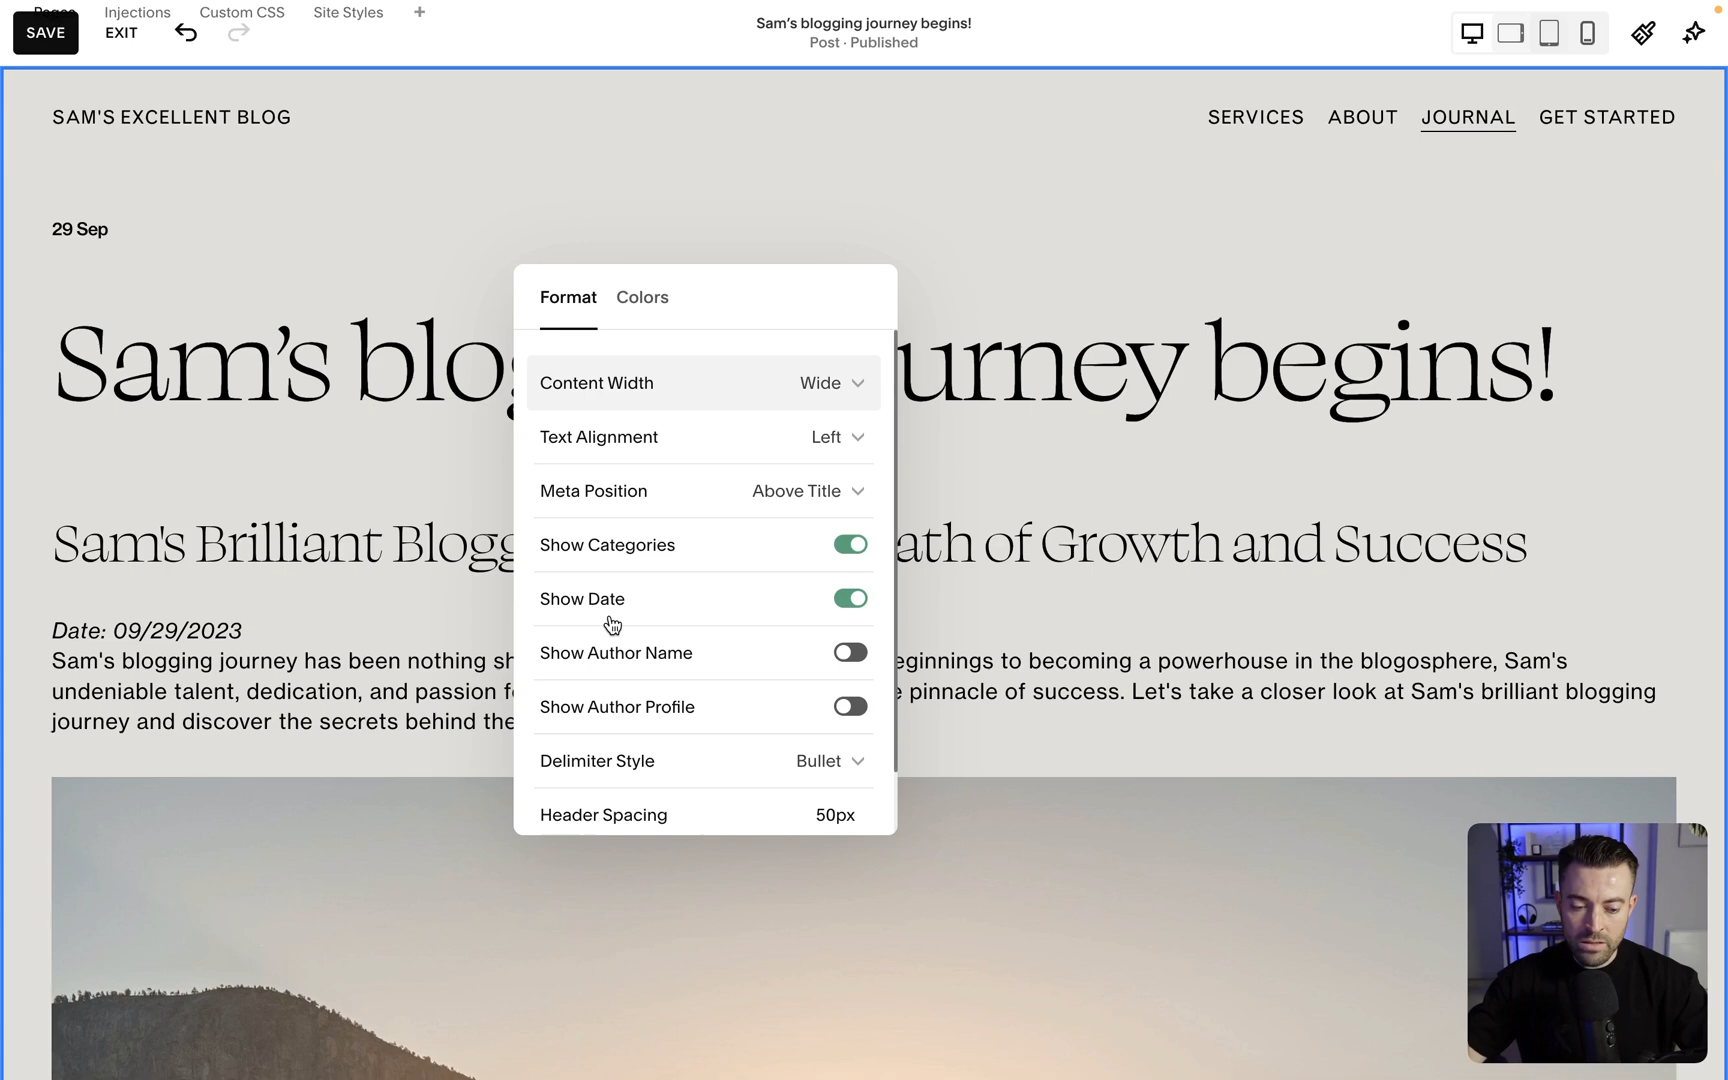 Pages Injections Custom CSS Site Styles +
SAVE EXIT
Sam's blogging journey begins!
Post · Published
SAM'S EXCELLENT BLOG
SERVICES ABOUT JOURNAL GET STARTED
29 Sep
Sam's blog urney begins!
Format Colors
Content Width Wide
Text Alignment Left
Meta Position Above Title
Show Categories
Show Date
Show Author Name
Show Author Profile
Delimiter Style Bullet
Header Spacing 50px
Sam's Brilliant Blogg ath of Growth and Success
Date: 09/29/2023
Sam's blogging journey has been nothing sh eginnings to becoming a powerhouse in the blogosphere, Sam's
undeniable talent, dedication, and passion f e pinnacle of success. Let's take a closer look at Sam's brilliant blogging
journey and discover the secrets behind the